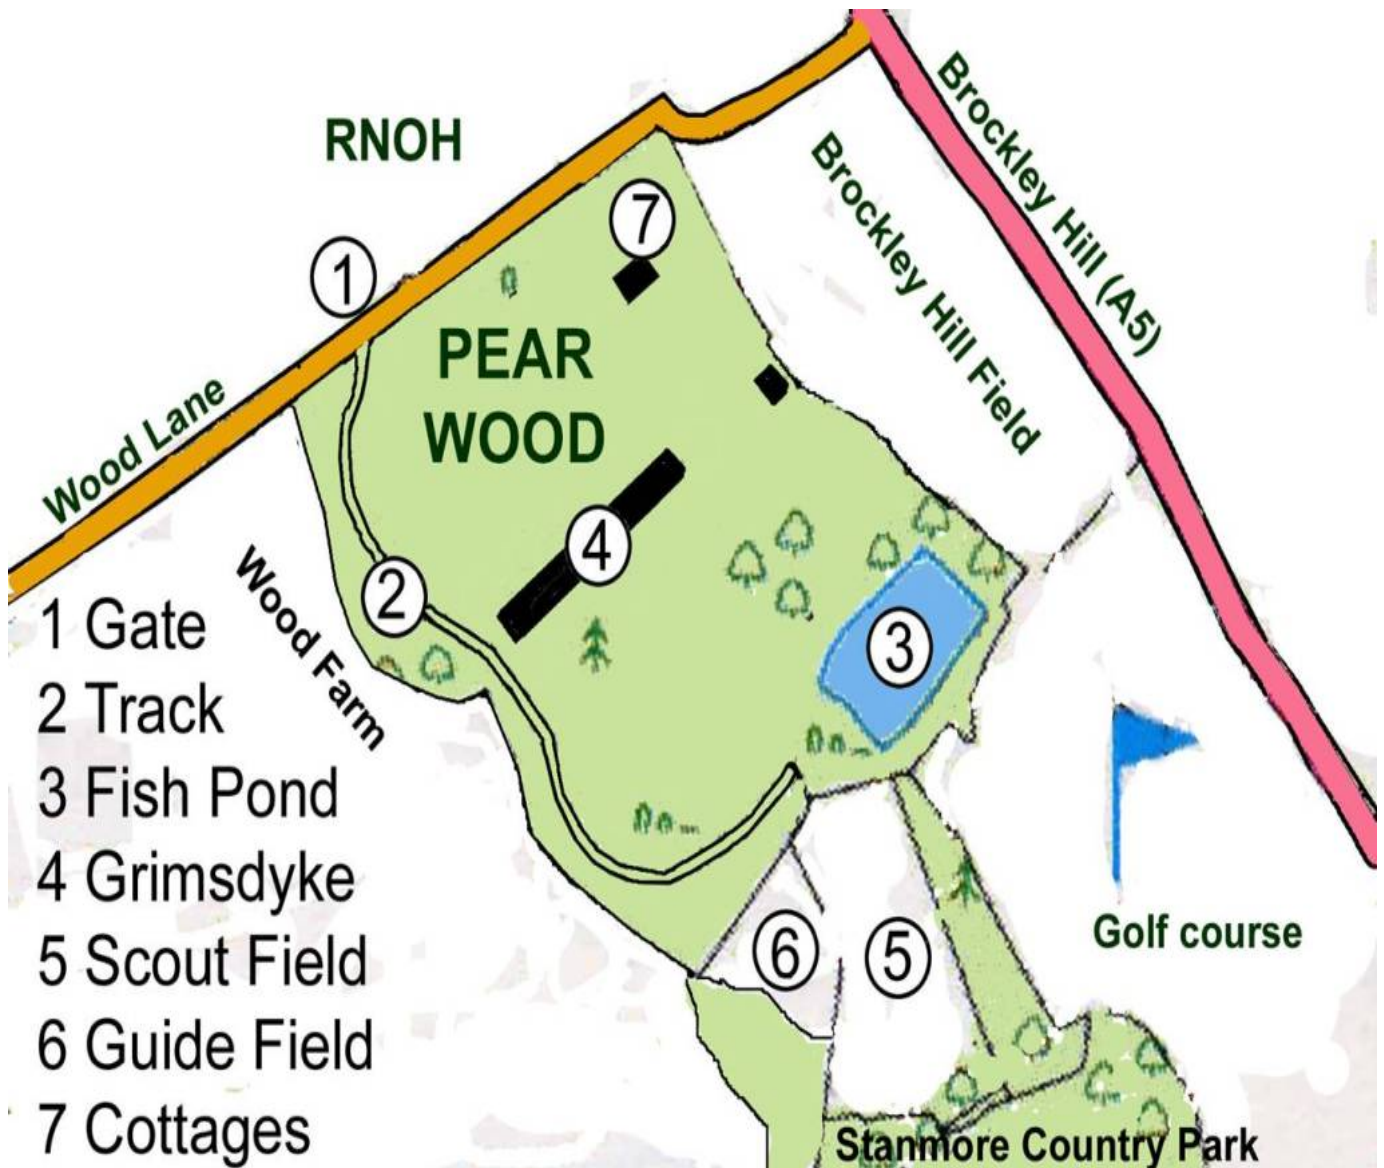 RNOH
Brockley Hill (A5)
Brockley Hill Field
7
1
PEAR
WOOD
Wood Lane
4
2
Wood Farm
3
1 Gate
2 Track
3 Fish Pond
4 Grimsdyke
5 Scout Field
6 Guide Field
7 Cottages
6
5
Golf course
Stanmore Country Park